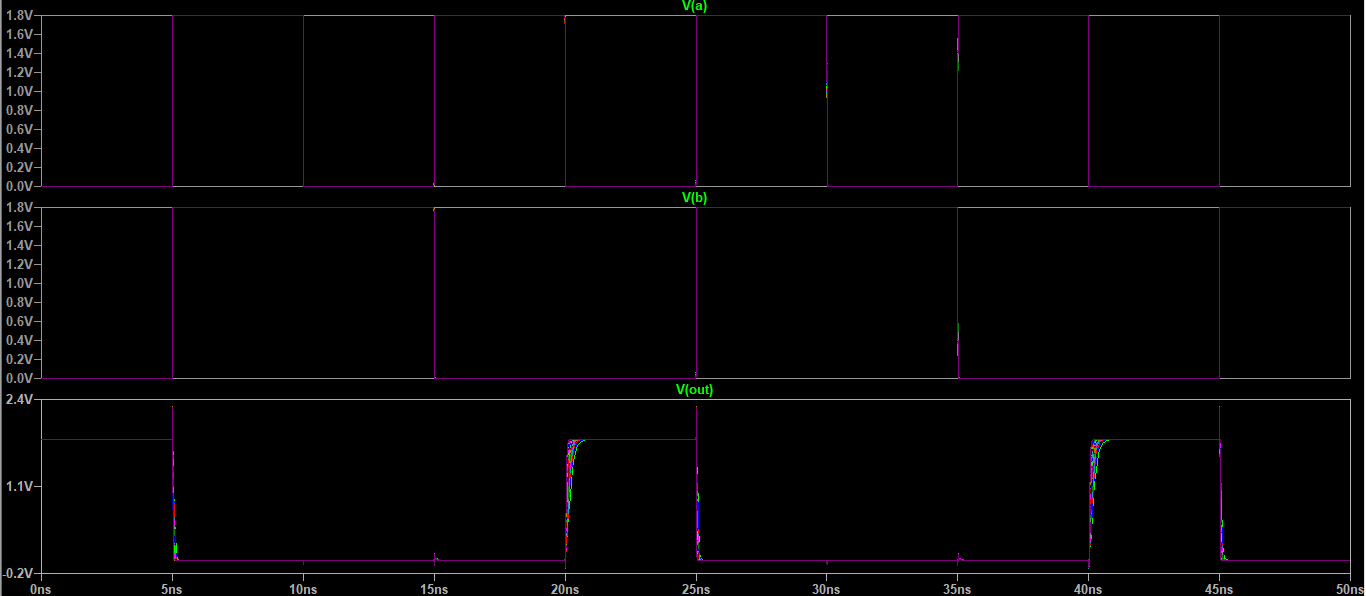 V(a)
1.8V
1.6V
1.4V
1.2V
1.0V
0.8V
0.6V
0.4V
0.2V
0.0V
V(b)
1.8V
1.6V
1.4V
1.2V
1.0V
0.8V
0.6V
0.4V
0.2V
0.0V
V(out)
2.4V
1.1V
-0.2V
0ns 5ns 10ns 15ns 20ns 25ns 30ns 35ns 40ns 45ns 50ns